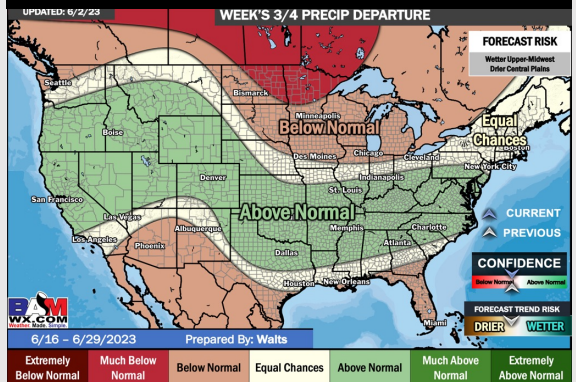 UPDATED: 6/2/23
WEEK'S 3/4 PRECIP DEPARTURE
FORECAST RISK
Wetter Upper-Midwest
Drier Central Plains
Seattle
Bismarck
Minneapolis
Below Normal
Equal
Chances
Boston
Boise
Des Moines
Chicago
Cleveland
New York City
Indianapolis
Denver
St. Louis
San Francisco
Las Vegas
Above Normal
CURRENT
PREVIOUS
Albuquerque
Memphis
Charlotte
Los Angeles
Phoenix
Atlanta
Dallas
CONFIDENCE
Below Normal
Above Normal
Houston
New Orleans
BAM
WX.COM
Weather. Made. Simple.
FORECAST TREND RISK
DRIER
WETTER
Miami
6/16 – 6/29/2023
Prepared By: Walts
Extremely
Below Normal
Much Below
Normal
Below Normal
Equal Chances
Above Normal
Much Above
Normal
Extremely
Above Normal